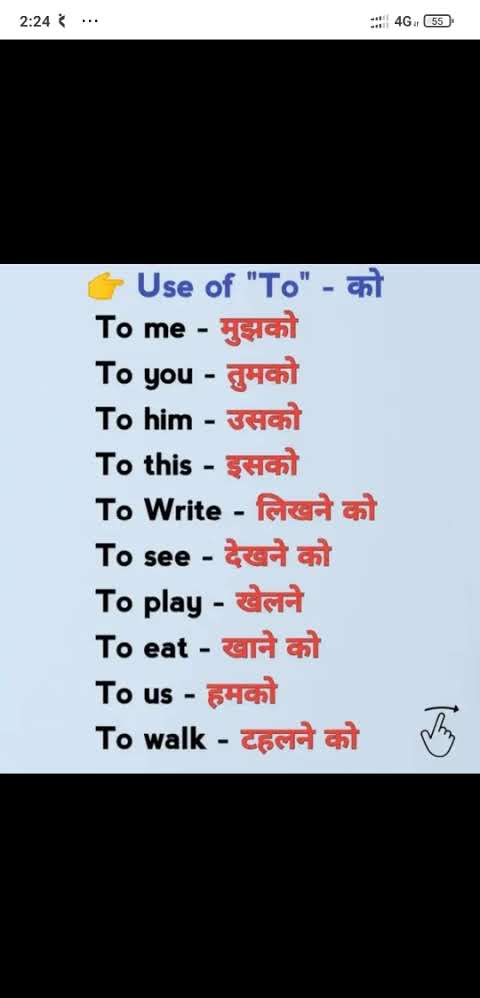 2:24
4G 55
👉 Use of "To" - को
To me - मुझको
To you - तुमको
To him - उसको
To this - इसको
To Write - लिखने को
To see - देखने को
To play - खेलने
To eat - खाने को
To us - हमको
To walk - टहलने को